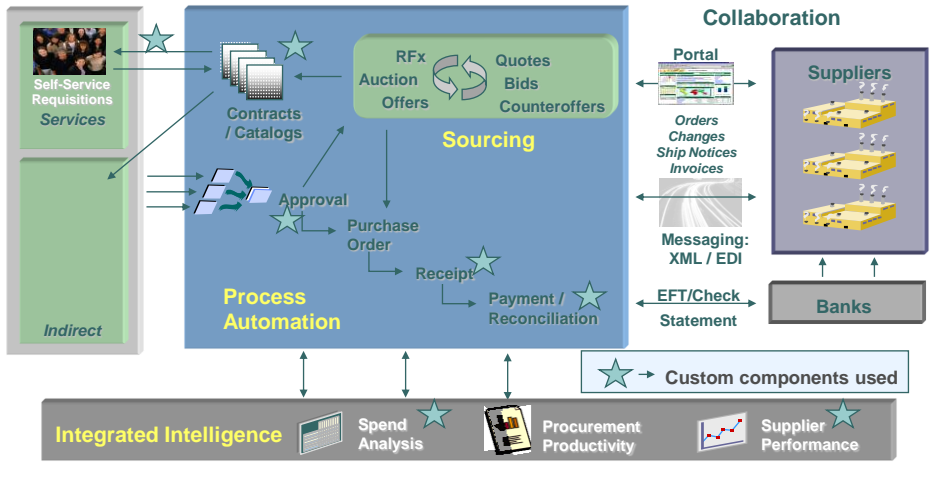 Collaboration
Self-Service
Requisitions
Services
Contracts
/ Catalogs
RFx
Auction
Offers
Quotes
Bids
Counteroffers
Sourcing
Portal
Suppliers
Orders
Changes
Ship Notices
Invoices
Approval
Purchase
Order
Receipt
Payment /
Reconciliation
Process
Automation
Messaging:
XML / EDI
EFT/Check
Statement
Banks
Indirect
Custom components used
Integrated Intelligence
Spend
Analysis
Procurement
Productivity
Supplier
Performance